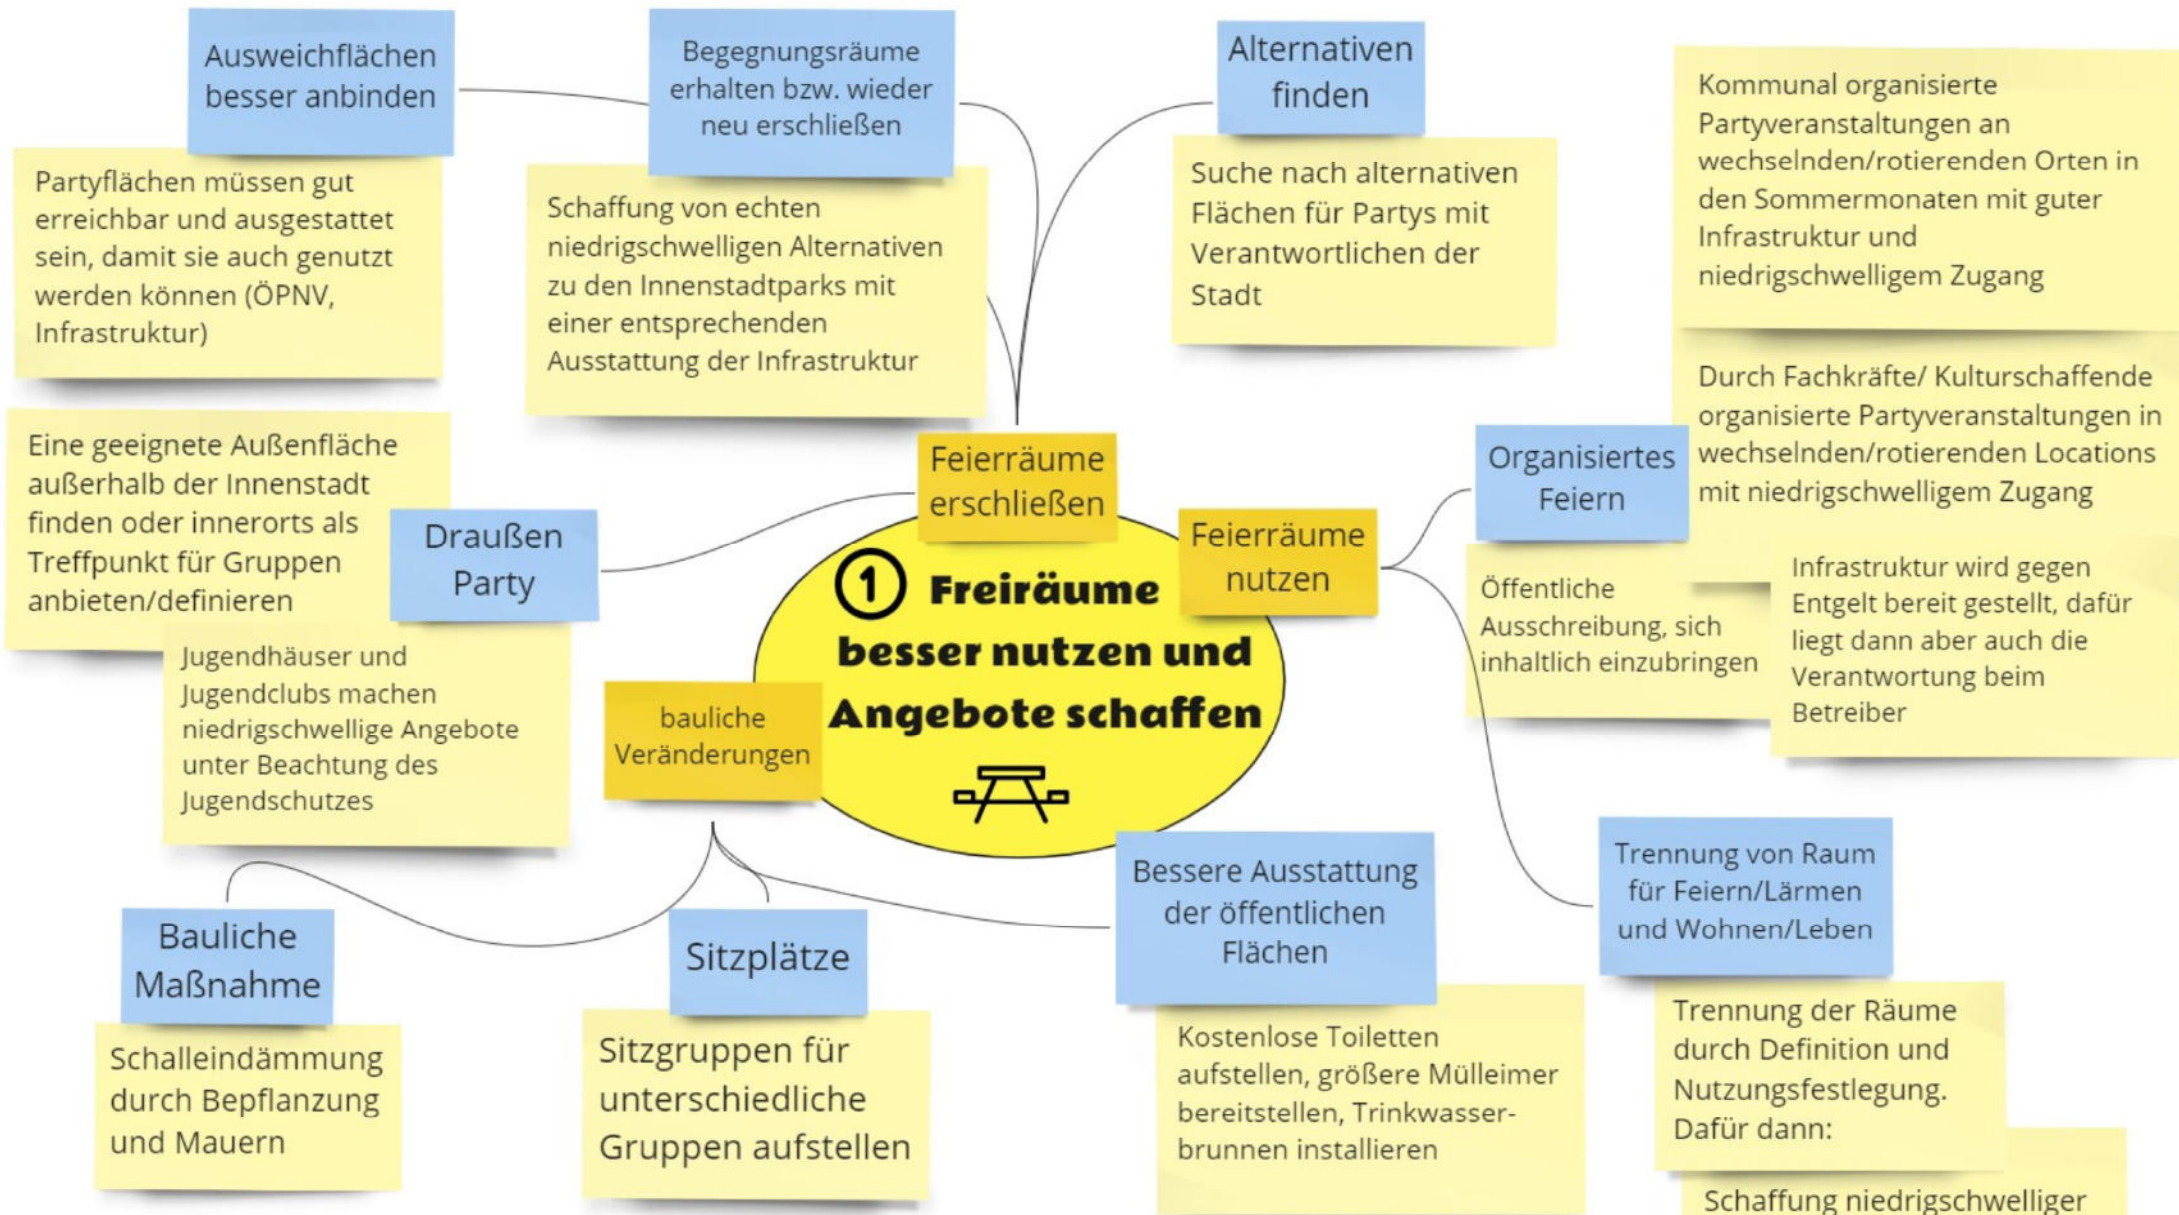 Ausweichflächen
besser anbinden
Partyflächen müssen gut
erreichbar und ausgestattet
sein, damit sie auch genutzt
werden können (ÖPNV,
Infrastruktur)
Begegnungsräume
erhalten bzw. wieder
neu erschließen
Schaffung von echten
niedrigschwelligen Alternativen
zu den Innenstadtparks mit
einer entsprechenden
Ausstattung der Infrastruktur
Alternativen
finden
Suche nach alternativen
Flächen für Partys mit
Verantwortlichen der
Stadt
Kommunal organisierte
Partyveranstaltungen an
wechselnden/rotierenden Orten in
den Sommermonaten mit guter
Infrastruktur und
niedrigschwelligem Zugang
Durch Fachkräfte/ Kulturschaffende
organisierte Partyveranstaltungen in
wechselnden/rotierenden Locations
mit niedrigschwelligem Zugang
Organisiertes
Feiern
Öffentliche
Ausschreibung, sich
inhaltlich einzubringen
Infrastruktur wird gegen
Entgelt bereit gestellt, dafür
liegt dann aber auch die
Verantwortung beim
Betreiber
Eine geeignete Außenfläche
außerhalb der Innenstadt
finden oder innerorts als
Treffpunkt für Gruppen
anbieten/definieren
Draußen
Party
Jugendhäuser und
Jugendclubs machen
niedrigschwellige Angebote
unter Beachtung des
Jugendschutzes
Feierräume
erschließen
Feierräume
nutzen
1 Freiräume
besser nutzen und
Angebote schaffen
bauliche
Veränderungen
Bauliche
Maßnahme
Schalleindämmung
durch Bepflanzung
und Mauern
Sitzplätze
Sitzgruppen für
unterschiedliche
Gruppen aufstellen
Bessere Ausstattung
der öffentlichen
Flächen
Kostenlose Toiletten
aufstellen, größere Mülleimer
bereitstellen, Trinkwasser-
brunnen installieren
Trennung von Raum
für Feiern/Lärmen
und Wohnen/Leben
Trennung der Räume
durch Definition und
Nutzungsfestlegung.
Dafür dann:
Schaffung niedrigschwelliger